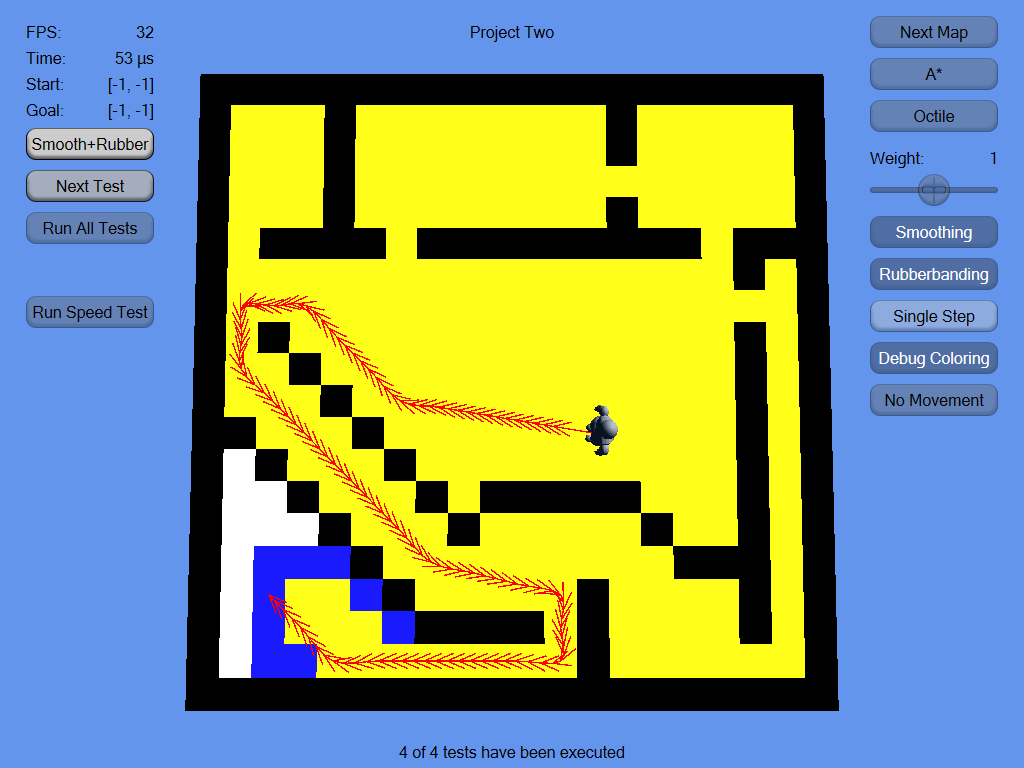 FPS: 32
Time: 53 µs
Start: [-1, -1]
Goal: [-1, -1]
Smooth+Rubber
Next Test
Run All Tests
Run Speed Test
Project Two
Next Map
A*
Octile
Weight: 1
Smoothing
Rubberbanding
Single Step
Debug Coloring
No Movement
4 of 4 tests have been executed